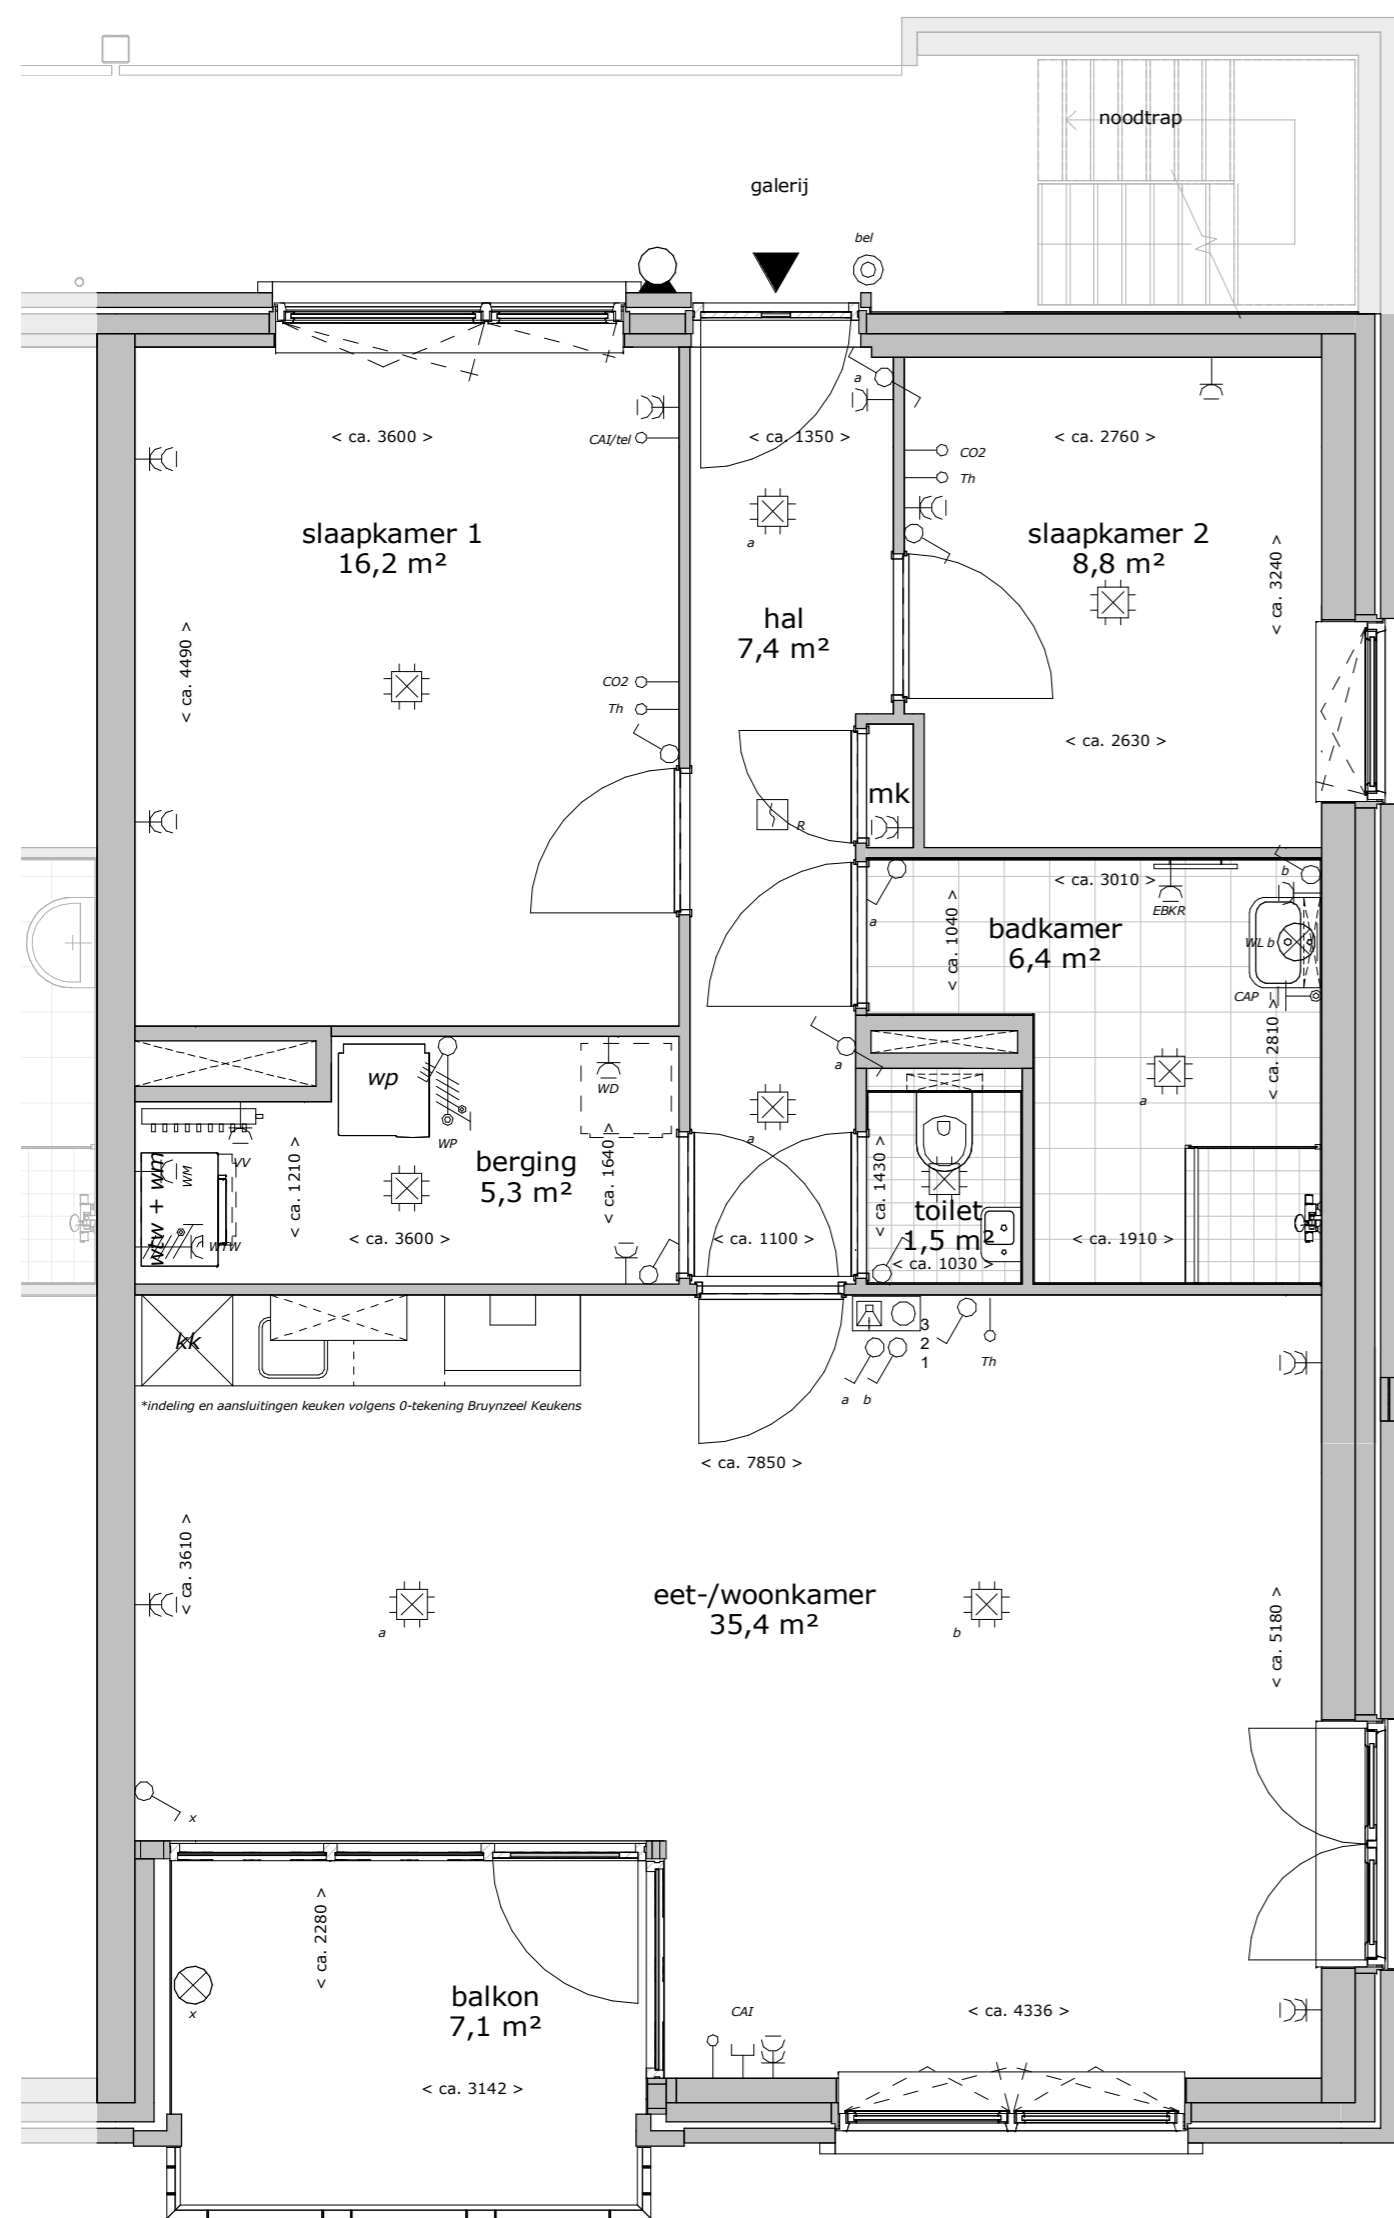 noodtrap
galerij
bel
a
< ca. 3600 >
CAI/tel
< ca. 1350 >
< ca. 2760 >
CO2
Th
slaapkamer 1
16,2 m²
a
slaapkamer 2
8,8 m²
< ca. 3240 >
hal
7,4 m²
< ca. 4490 >
CO2
Th
< ca. 2630 >
mk
R
< ca. 3010 >
b
EBKR
a
< ca. 1040 >
badkamer
6,4 m²
WL b
CAP
< ca. 2810 >
a
a
wp
WD
WP
a
VV
WM
wtw + wm
WTW
< ca. 1210 >
berging
5,3 m²
< ca. 1640 >
< ca. 3600 >
< ca. 1100 >
< ca. 1430 >
toilet
1,5 m²
< ca. 1030 >
< ca. 1910 >
kk
3
2
1
Th
a b
*indeling en aansluitingen keuken volgens 0-tekening Bruynzeel Keukens
< ca. 7850 >
< ca. 3610 >
eet-/woonkamer
35,4 m²
a
b
< ca. 5180 >
x
< ca. 2280 >
x
balkon
7,1 m²
CAI
< ca. 4336 >
< ca. 3142 >